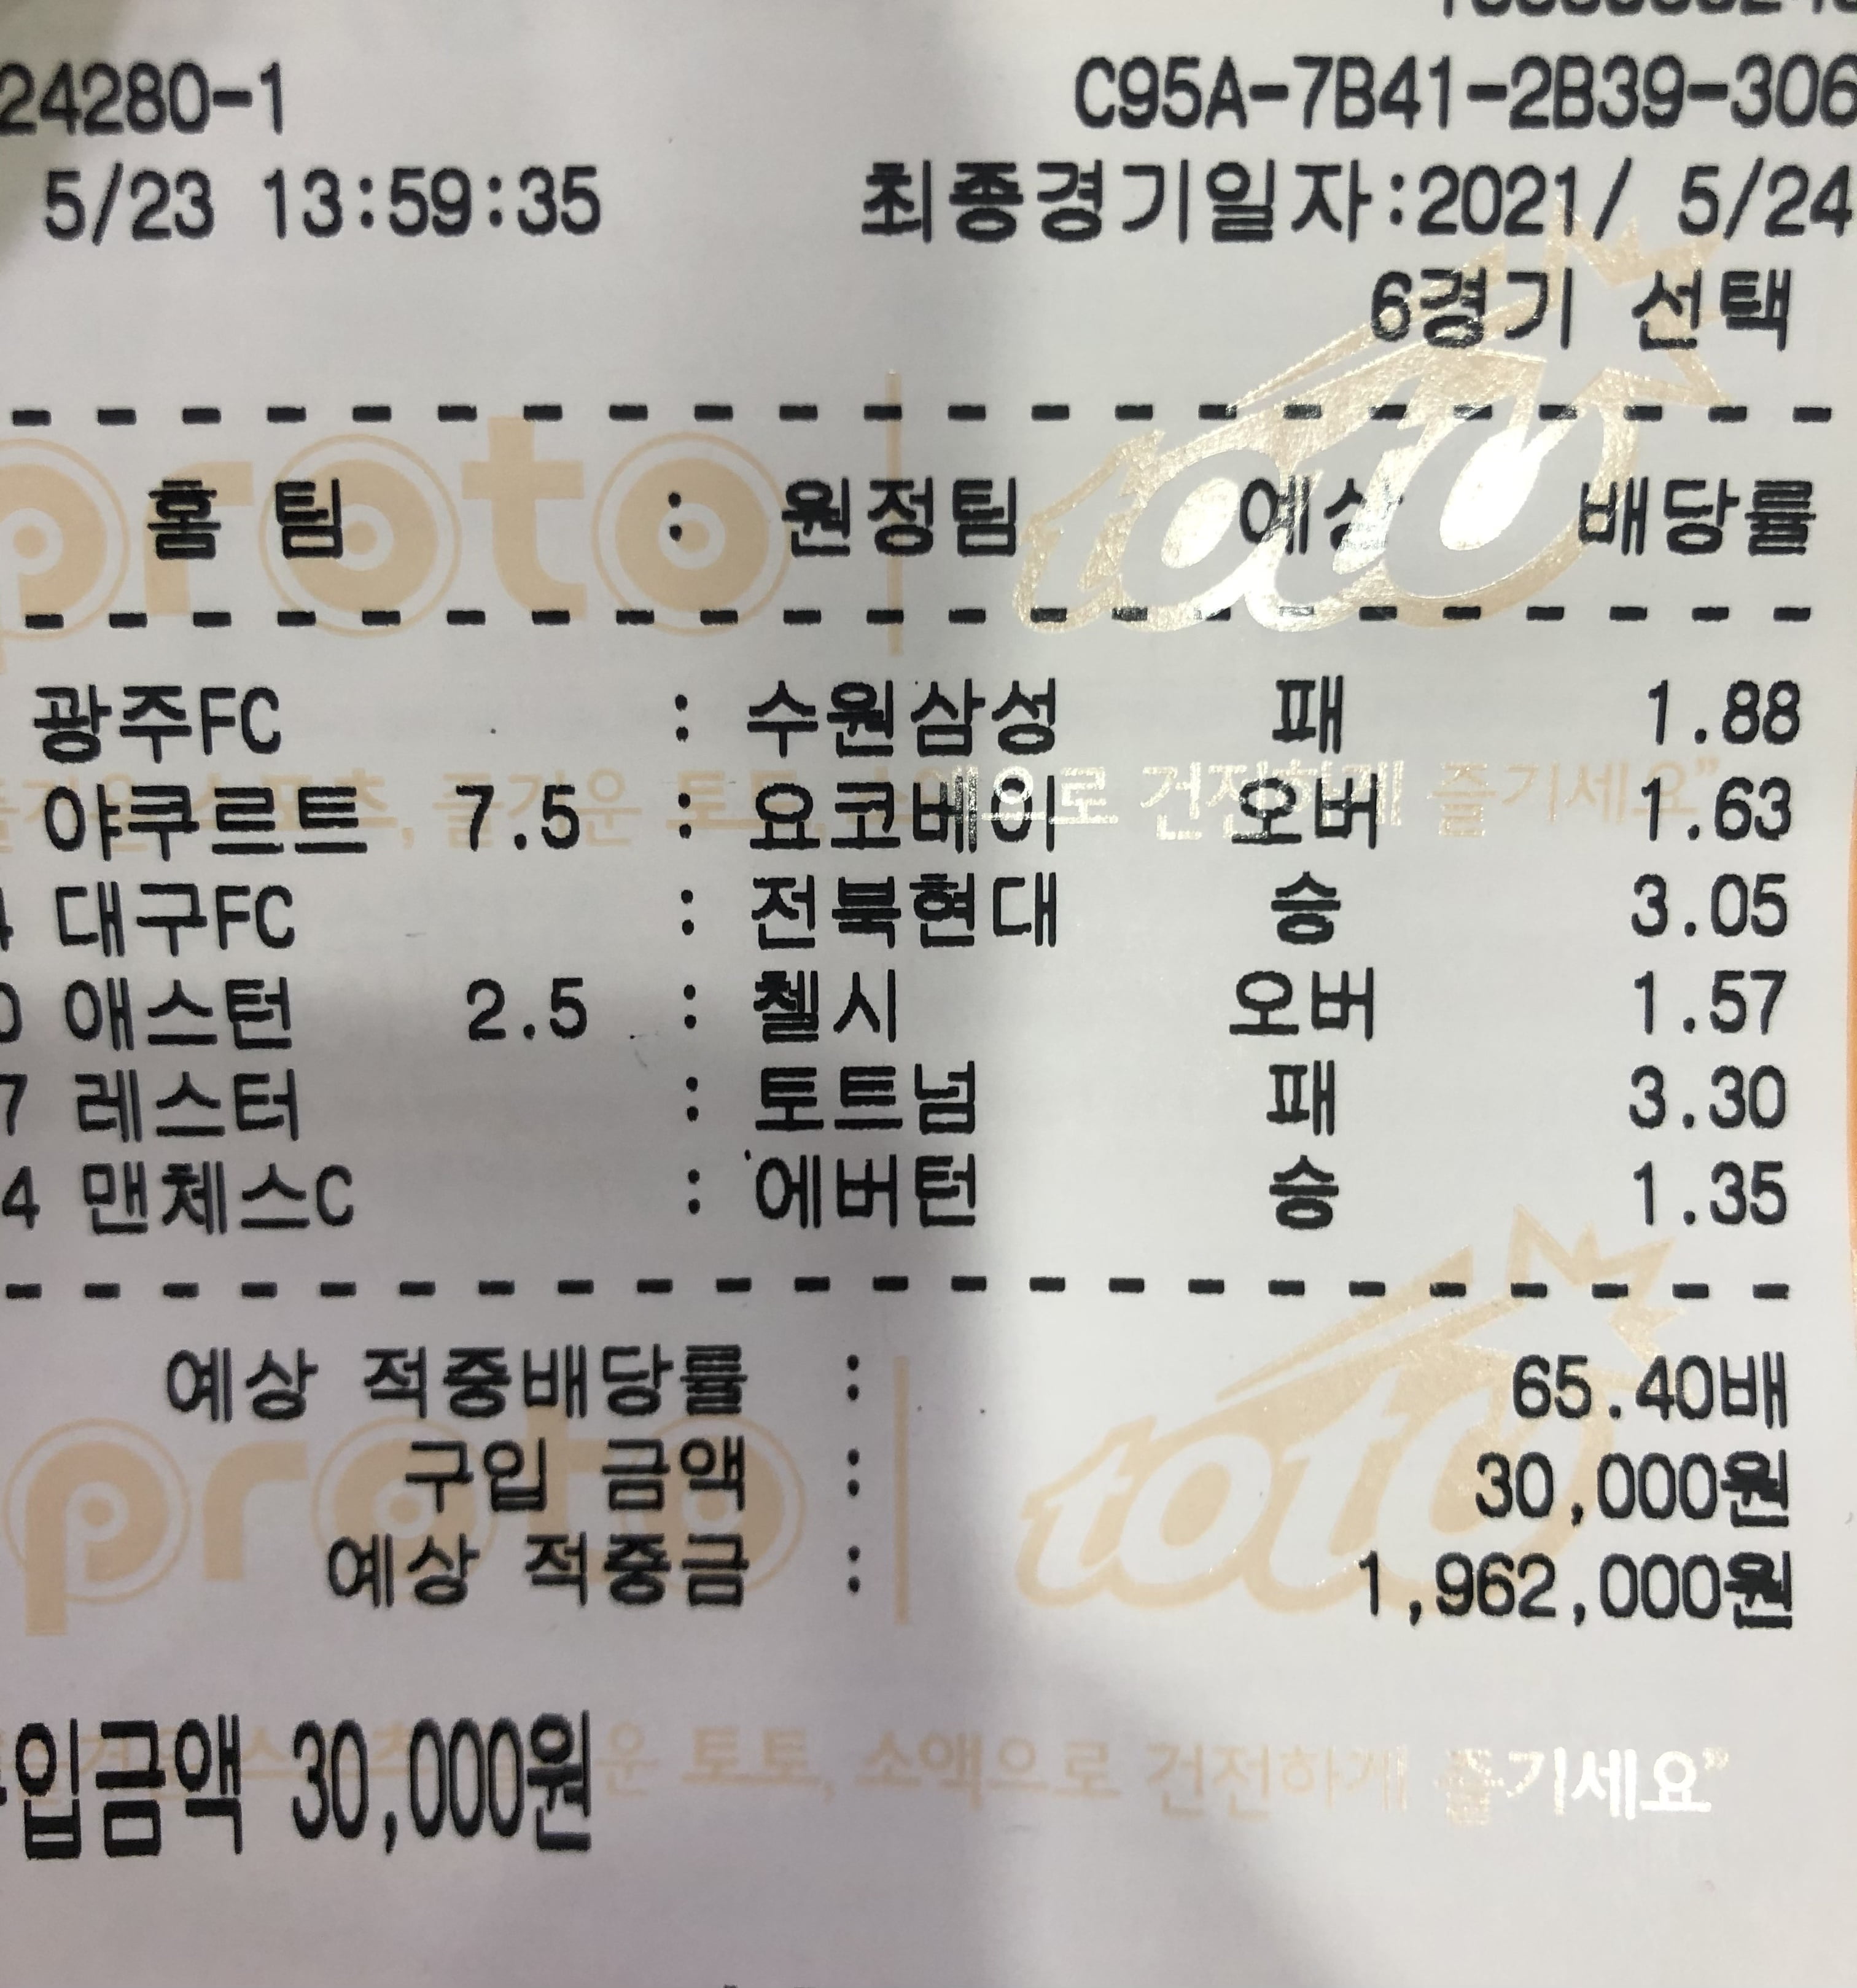 24280-1 C95A-7B41-2B39-306
5/23 13:59:35 최종경기일자:2021/ 5/24
6경기 선택
proto toto
홈 팀 : 원정팀 예상 배당률
광주FC : 수원삼성 패 1.88
즐기세요”
야쿠르트 7.5 : 요코베이 오버 1.63
대구FC : 전북현대 승 3.05
0 애스턴 2.5 : 첼시 오버 1.57
7 레스터 : 토트넘 패 3.30
4 맨체스C : 에버턴 승 1.35
예상 적중배당률 : 65.40배
proto toto
구입 금액 : 30,000원
예상 적중금 : 1,962,000원
입금액 30,000원
토토, 소액으로 건전하게 즐기세요”